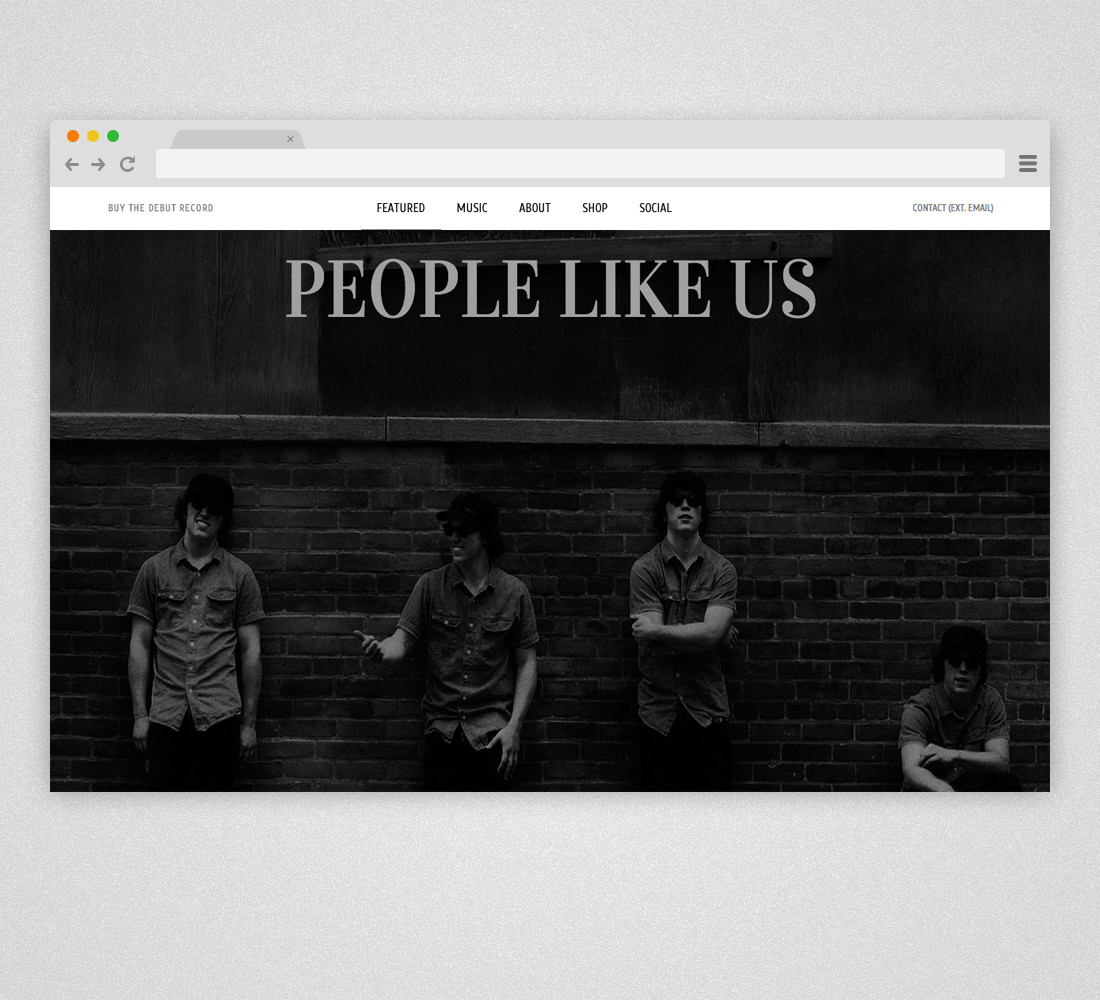 BUY THE DEBUT RECORD
FEATURED MUSIC ABOUT SHOP SOCIAL
CONTACT (EXT. EMAIL)
PEOPLE LIKE US